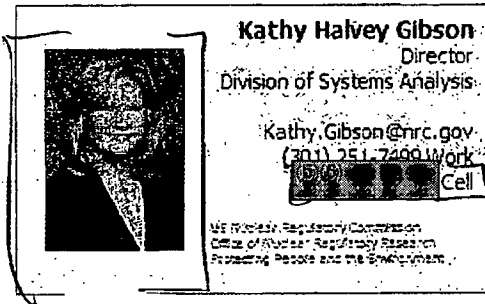 Kathy Halvey Gibson
Director
Division of Systems Analysis
Kathy.Gibson@nrc.gov
(301) 251-7499 Work
Cell
US Nuclear Regulatory Commission
Office of Nuclear Regulatory Research
Protecting People and the Environment